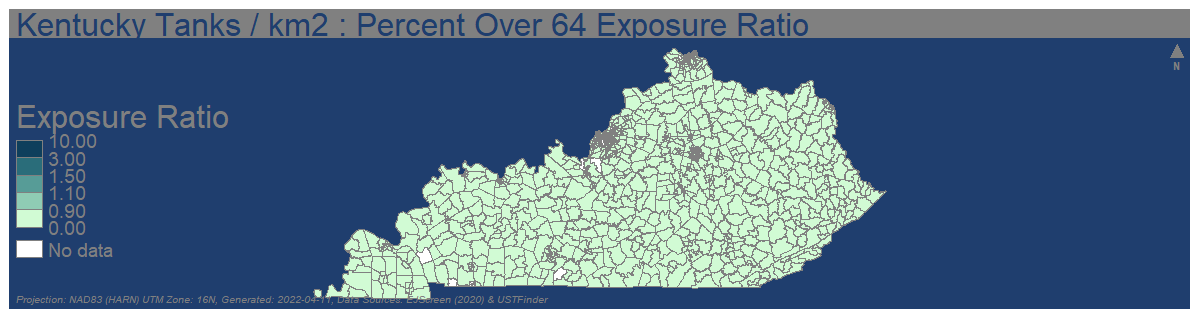 Kentucky Tanks / km2 : Percent Over 64 Exposure Ratio
N
Exposure Ratio
10.00
3.00
1.50
1.10
0.90
0.00
No data
Projection: NAD83 (HARN) UTM Zone: 16N, Generated: 2022-04-11, Data Sources: EJScreen (2020) & USTFinder